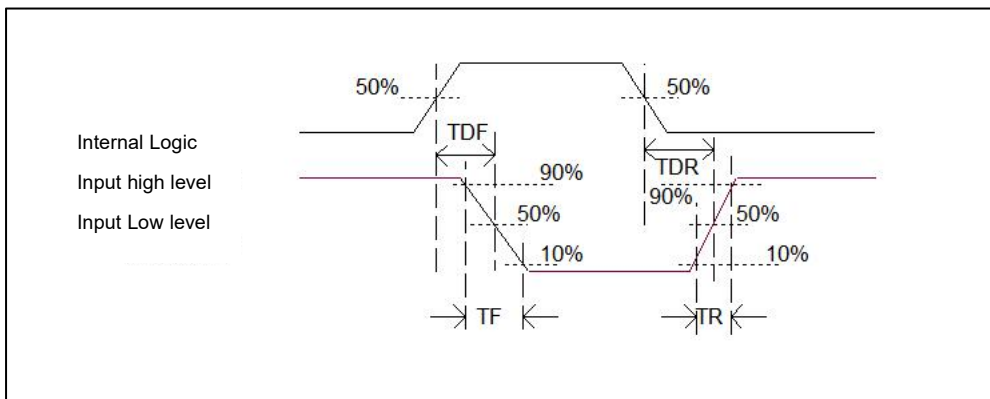 50%
50%
Internal Logic
TDF
TDR
Input high level
90%
90%
Input Low level
50%
50%
10%
10%
TF
TR